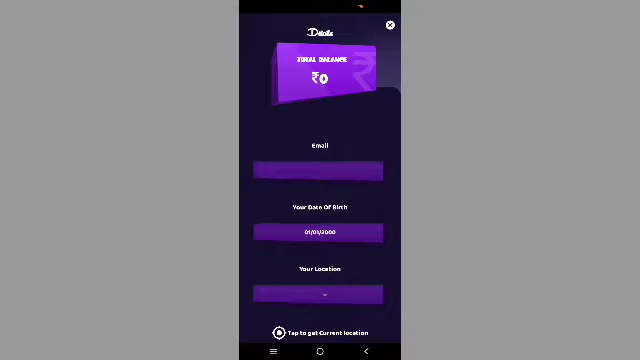 Details
TOTAL BALANCE
₹0
Email
Your Date Of Birth
01/01/2000
Your Location
Tap to get Current location